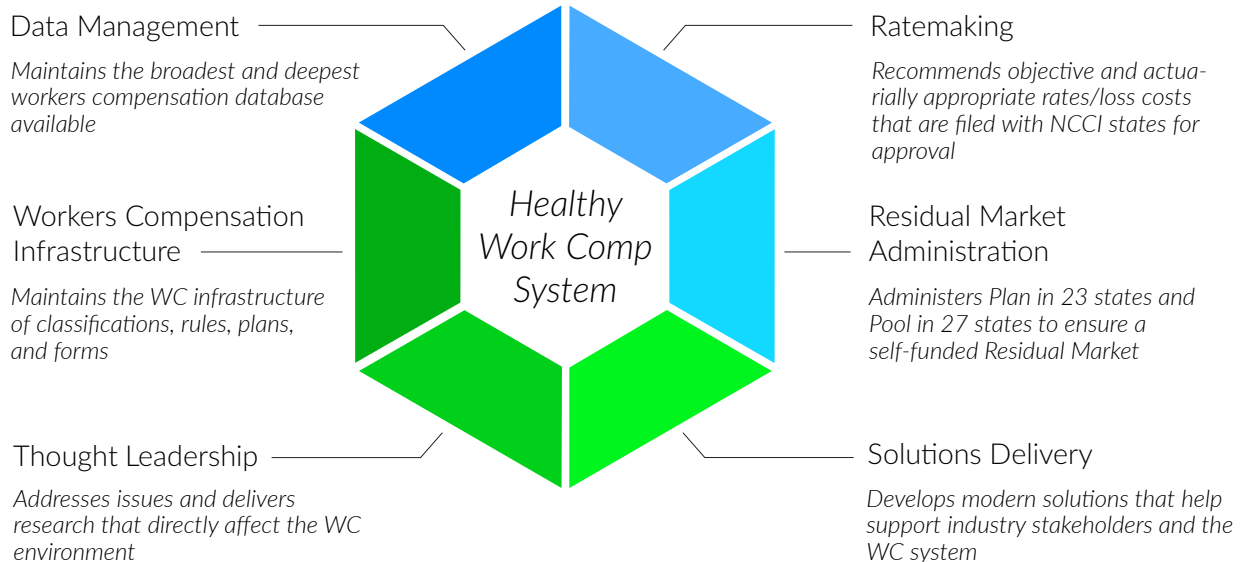 Data Management
Maintains the broadest and deepest
workers compensation database
available
Workers Compensation
Infrastructure
Maintains the WC infrastructure
of classifications, rules, plans,
and forms
Thought Leadership
Addresses issues and delivers
research that directly affect the WC
environment
Healthy
Work Comp
System
Ratemaking
Recommends objective and actua-
rially appropriate rates/loss costs
that are filed with NCCI states for
approval
Residual Market
Administration
Administers Plan in 23 states and
Pool in 27 states to ensure a
self-funded Residual Market
Solutions Delivery
Develops modern solutions that help
support industry stakeholders and the
WC system